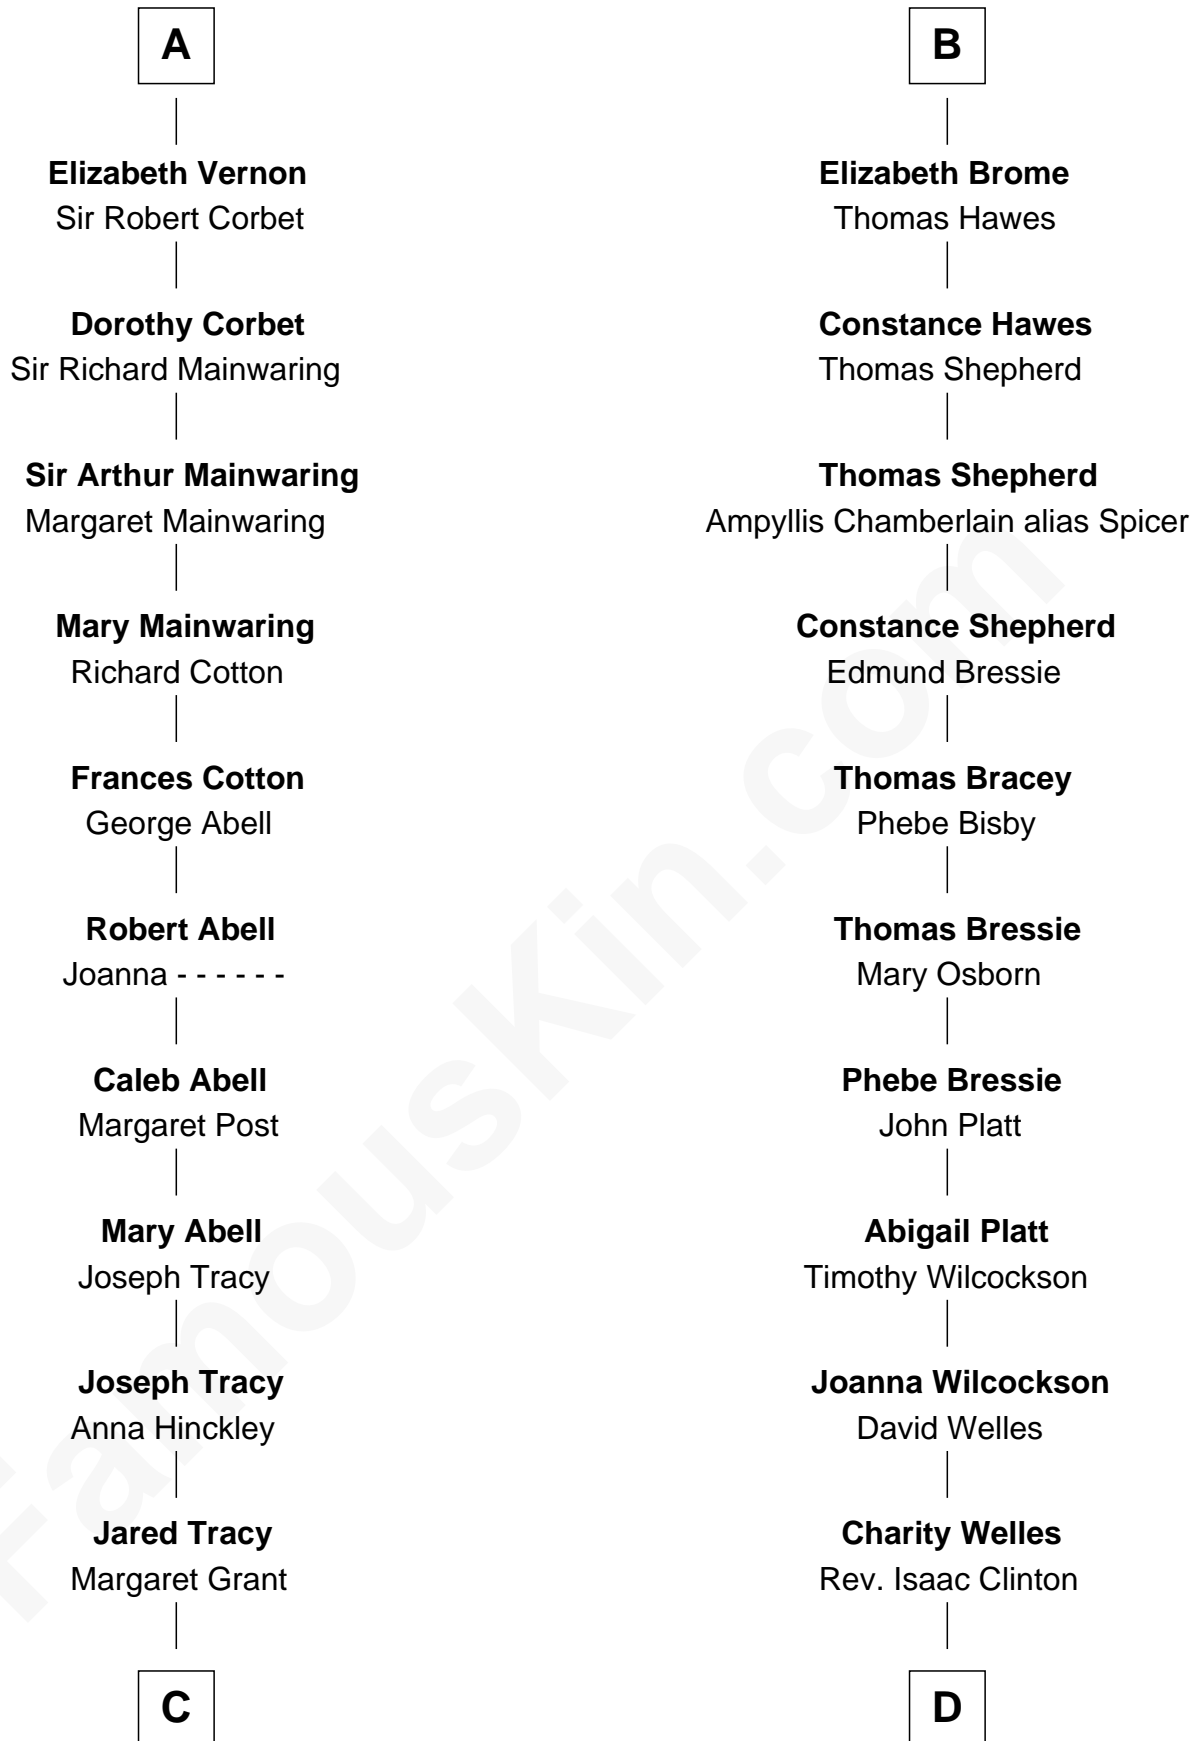 A
Elizabeth Vernon
Sir Robert Corbet
Dorothy Corbet
Sir Richard Mainwaring
Sir Arthur Mainwaring
Margaret Mainwaring
Mary Mainwaring
Richard Cotton
Frances Cotton
George Abell
Robert Abell
Joanna - - - - - -
Caleb Abell
Margaret Post
Mary Abell
Joseph Tracy
Joseph Tracy
Anna Hinckley
Jared Tracy
Margaret Grant
C
B
Elizabeth Brome
Thomas Hawes
Constance Hawes
Thomas Shepherd
Thomas Shepherd
Ampyllis Chamberlain alias Spicer
Constance Shepherd
Edmund Bressie
Thomas Bracey
Phebe Bisby
Thomas Bressie
Mary Osborn
Phebe Bressie
John Platt
Abigail Platt
Timothy Wilcockson
Joanna Wilcockson
David Welles
Charity Welles
Rev. Isaac Clinton
D
FamousKin.com